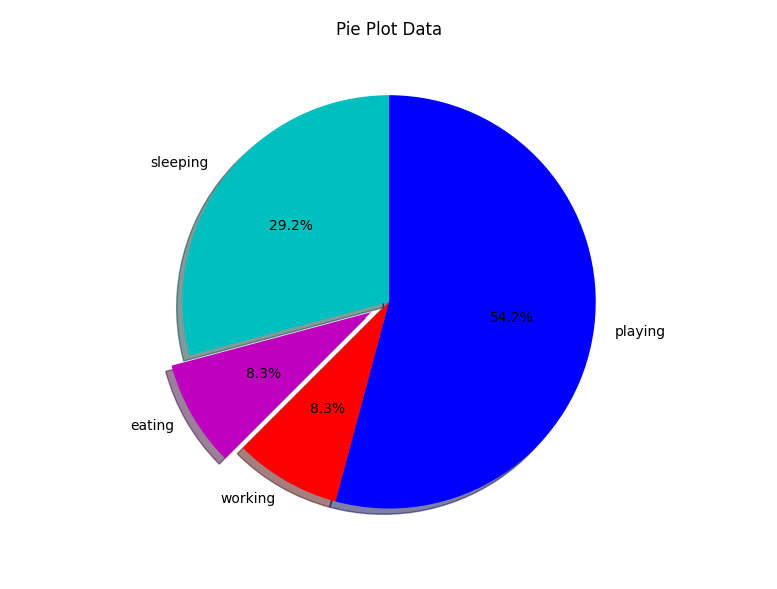 Pie Plot Data
sleeping
29.2%
54.2%
playing
8.3%
eating
8.3%
working